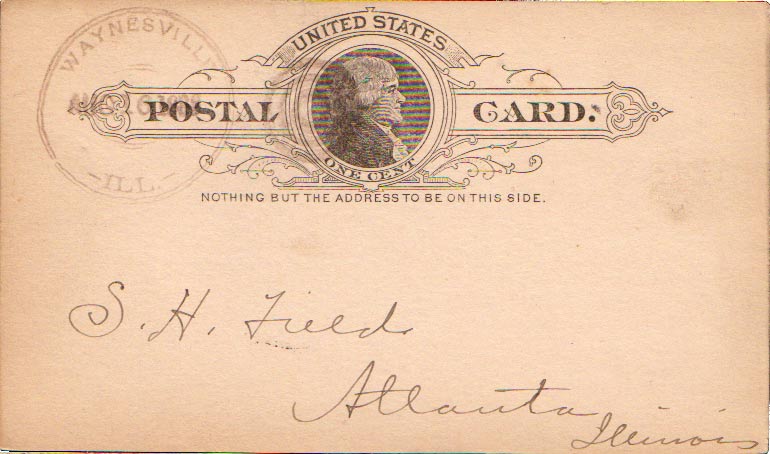 WAYNESVILLE
ILL.
UNITED STATES
POSTAL CARD.
ONE CENT
NOTHING BUT THE ADDRESS TO BE ON THIS SIDE.
S. H. Field
Atlanta
Illinois